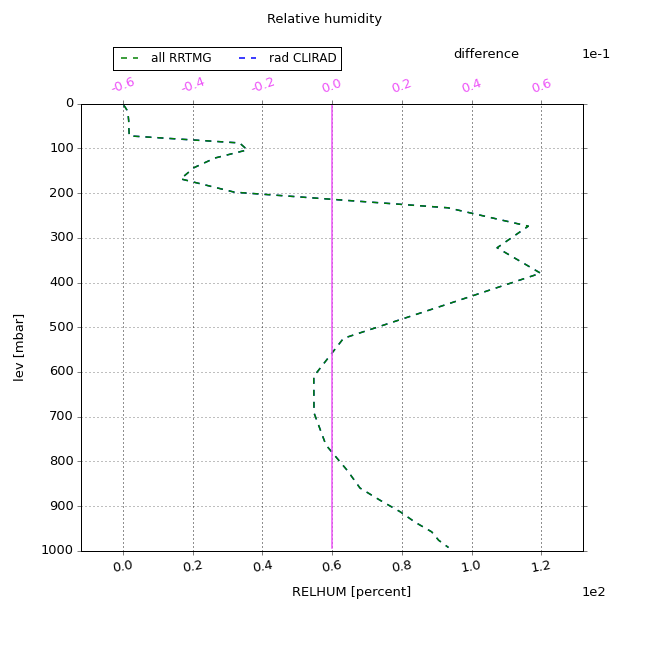 Relative humidity
all RRTMG rad CLIRAD difference 1e-1
-0.6 -0.4 -0.2 0.0 0.2 0.4 0.6
0
100
200
300
400
500
600
700
800
900
1000
lev [mbar]
0.0 0.2 0.4 0.6 0.8 1.0 1.2
RELHUM [percent] 1e2